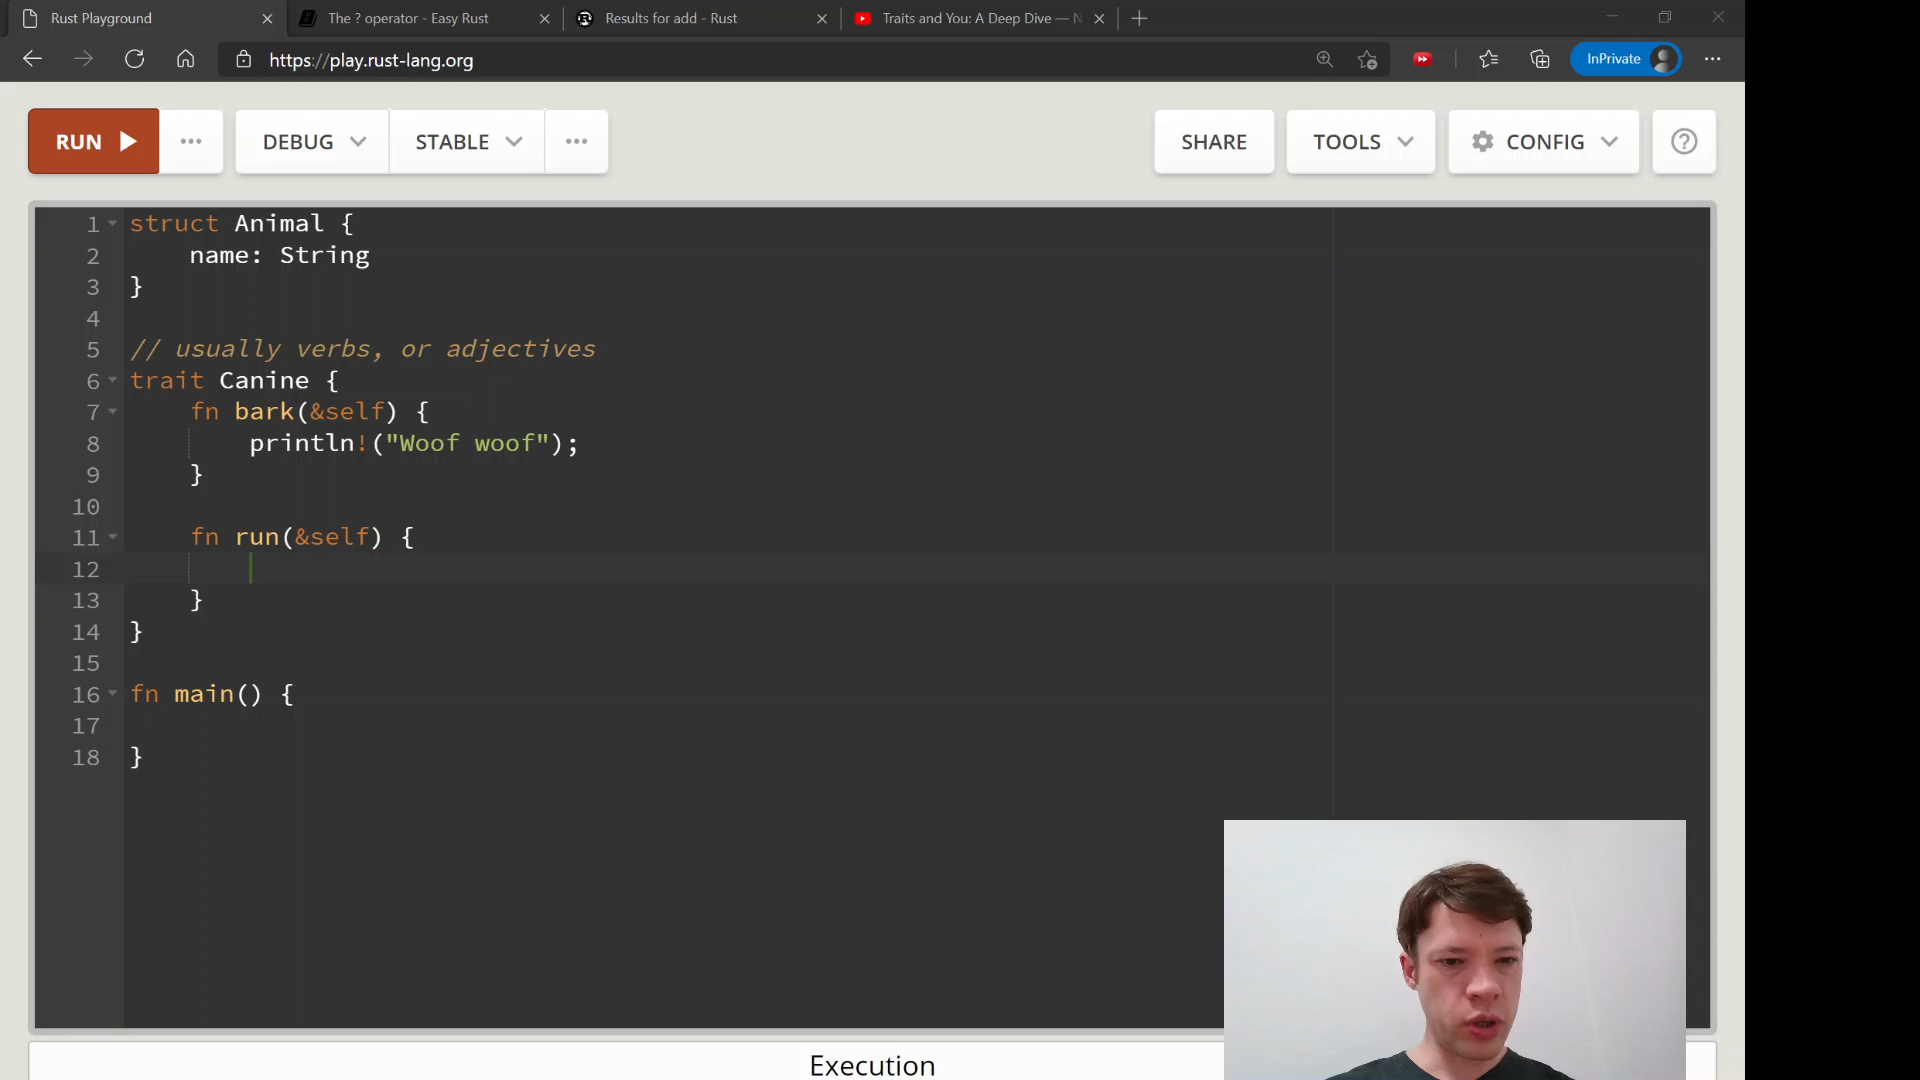 Rust Playground
The ? operator - Easy Rust
Results for add - Rust
Traits and You: A Deep Dive — N
https://play.rust-lang.org
InPrivate
RUN
DEBUG
STABLE
SHARE
TOOLS
CONFIG
1 struct Animal {
2     name: String
3 }
4
5 // usually verbs, or adjectives
6 trait Canine {
7     fn bark(&self) {
8         println!("Woof woof");
9     }
10
11     fn run(&self) {
12
13     }
14 }
15
16 fn main() {
17
18 }
Execution